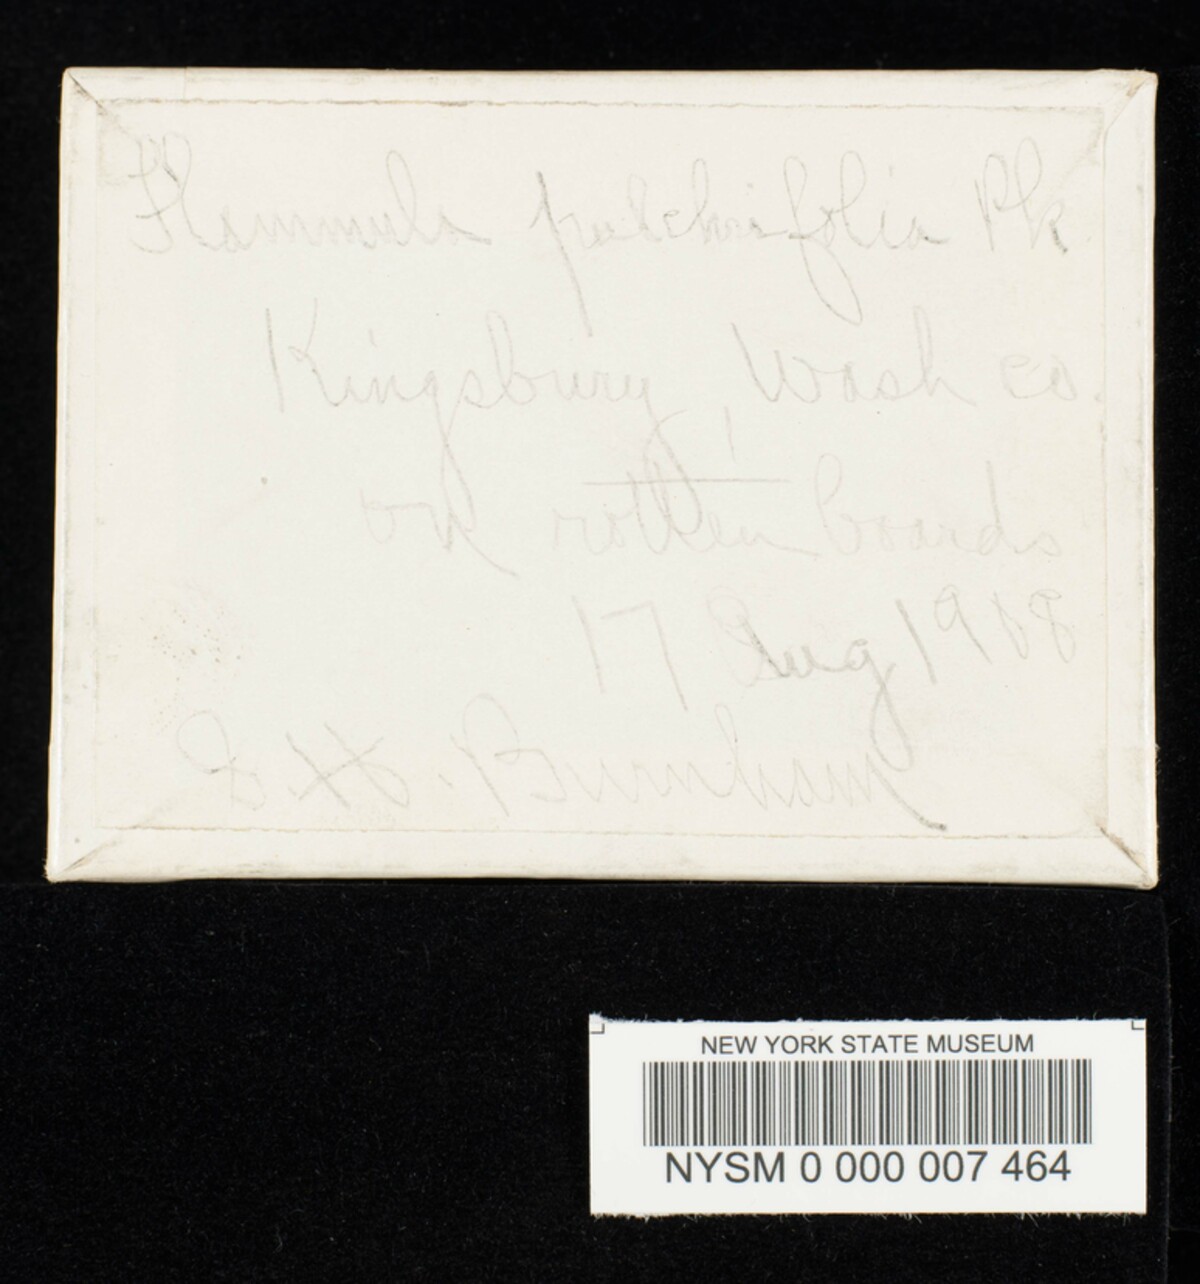 Flammula pulchrifolia Pk
Kingsbury, Wash co.
on rotten boards
17 Aug 1908
S. H. Burnham
NEW YORK STATE MUSEUM
NYSM 0 000 007 464